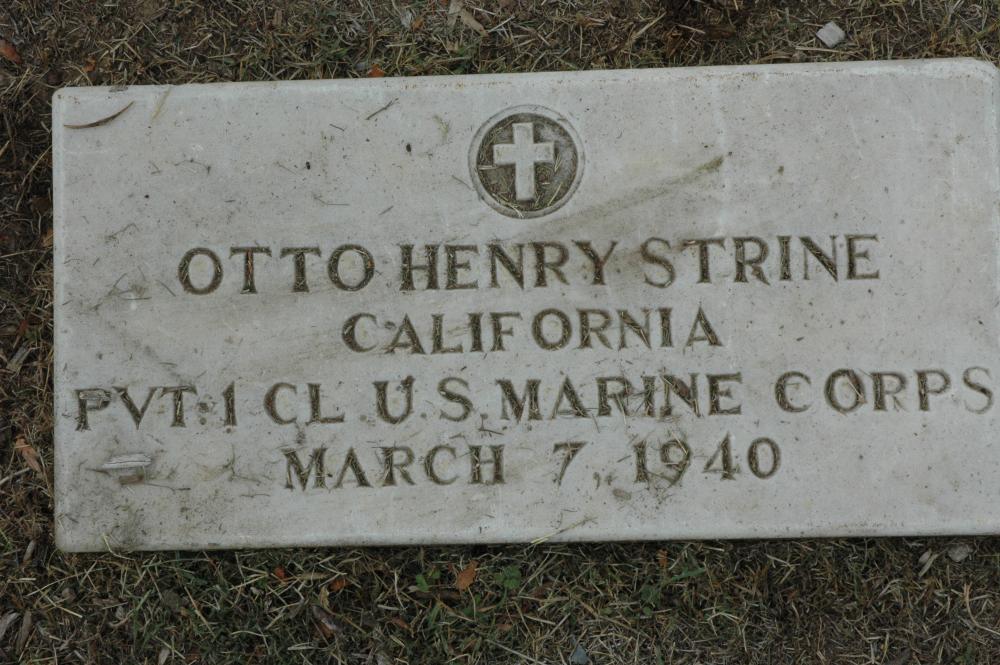 OTTO HENRY STRINE
CALIFORNIA
PVT. 1 CL. U.S. MARINE CORPS
MARCH 7, 1940